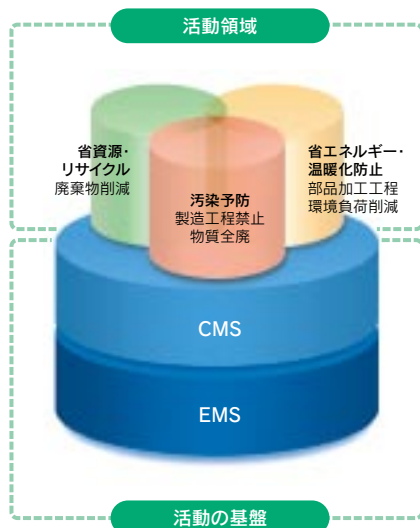 活動領域
省資源・
リサイクル
廃棄物削減
汚染予防
製造工程禁止
物質全廃
省エネルギー・
温暖化防止
部品加工工程
環境負荷削減
CMS
EMS
活動の基盤